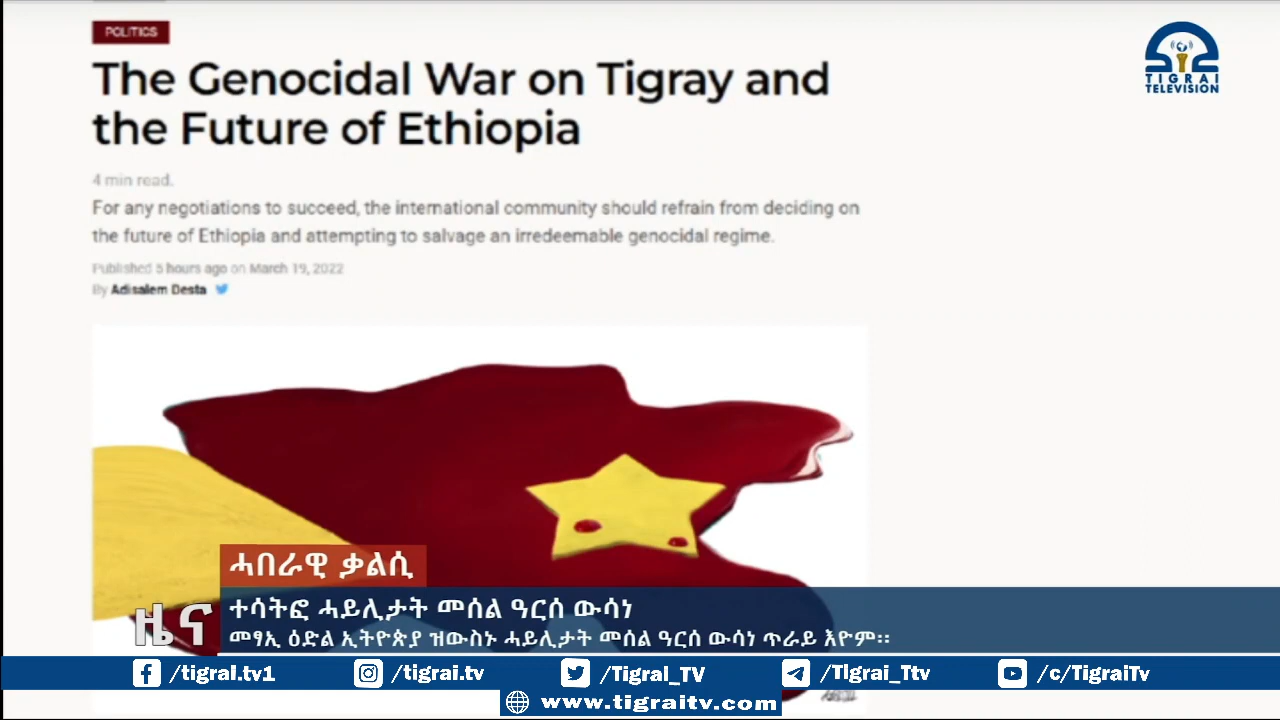 POLITICS
TIGRAI
TELEVISION
The Genocidal War on Tigray and
the Future of Ethiopia
4 min read.
For any negotiations to succeed, the international community should refrain from deciding on
the future of Ethiopia and attempting to salvage an irredeemable genocidal regime.
Published 5 hours ago on March 19, 2022
By Adisalem Desta
ሓበራዊ ቃልሲ
ዜና
ተሳትፎ ሓይሊታት መሰል ዓርሰ ውሳነ
መፃኢ ዕድል ኢትዮጵያ ዝውስኑ ሓይሊታት መሰል ዓርሰ ውሳነ ጥራይ እዮም፡፡
/tigrai.tv1
/tigrai.tv
/Tigrai_TV
/Tigrai_Ttv
/c/TigraiTv
www.tigraitv.com